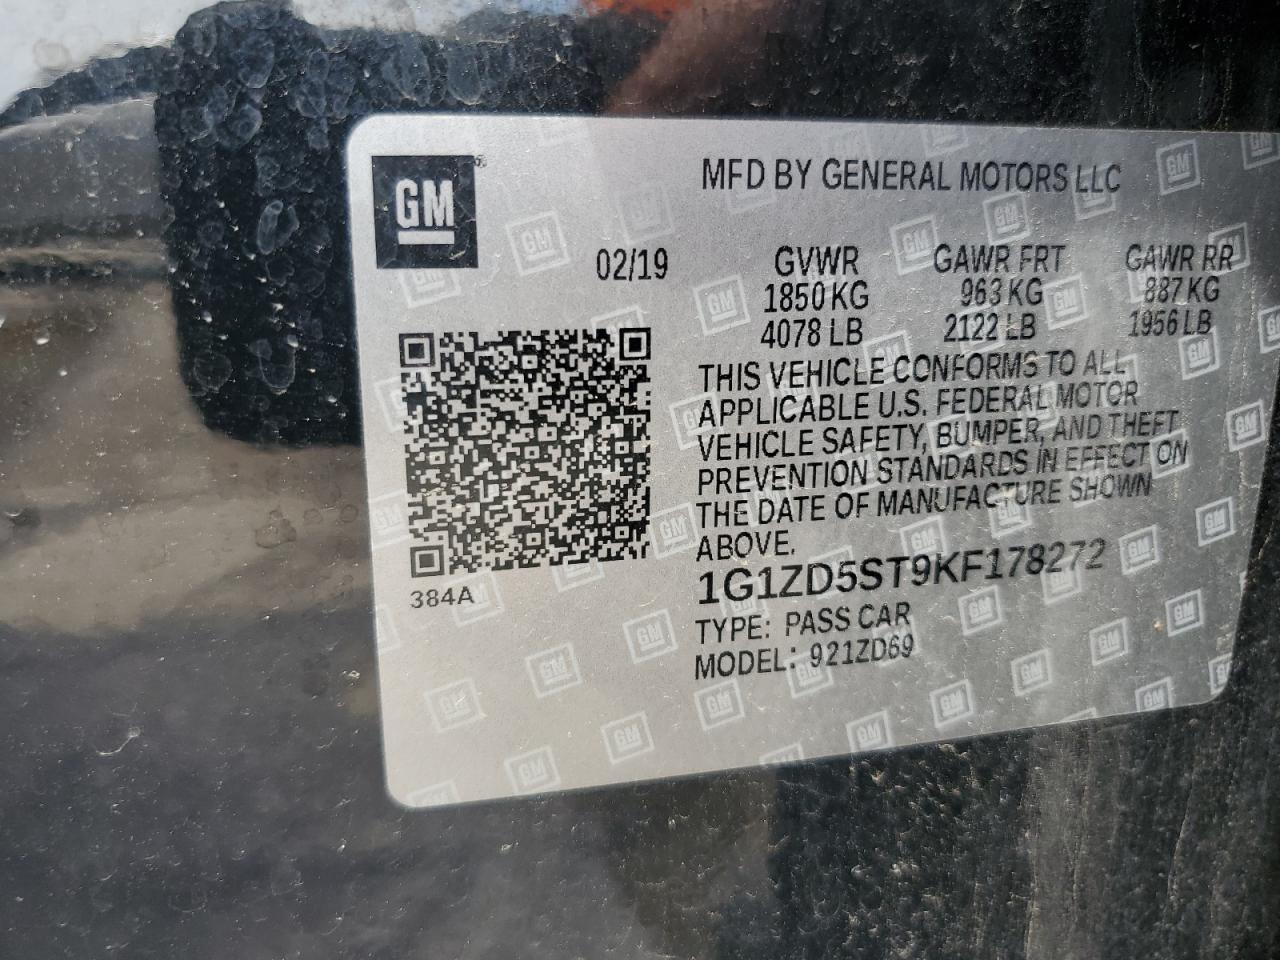 GM
MFD BY GENERAL MOTORS LLC
02/19
GVWR GAWR FRT GAWR RR
1850 KG 963 KG 887 KG
4078 LB 2122 LB 1956 LB
THIS VEHICLE CONFORMS TO ALL
APPLICABLE U.S. FEDERAL MOTOR
VEHICLE SAFETY, BUMPER, AND THEFT
PREVENTION STANDARDS IN EFFECT ON
THE DATE OF MANUFACTURE SHOWN
ABOVE.
384A
1G1ZD5ST9KF178272
TYPE: PASS CAR
MODEL: 921ZD69